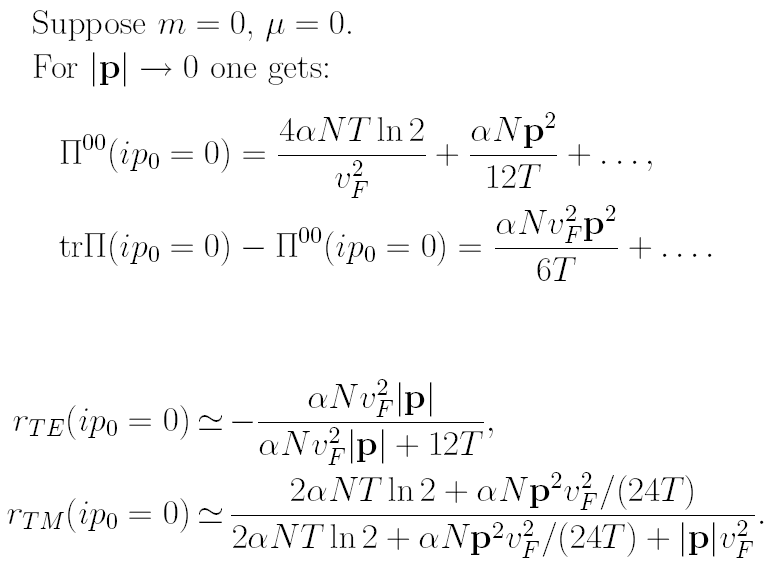 Suppose $m = 0$, $\mu = 0$.
For $|\mathbf{p}| \to 0$ one gets:
$\Pi^{00}(ip_0 = 0) = \frac{4\alpha NT \ln 2}{v_F^2} + \frac{\alpha N \mathbf{p}^2}{12T} + \ldots,$
$\mathrm{tr}\Pi(ip_0 = 0) - \Pi^{00}(ip_0 = 0) = \frac{\alpha N v_F^2 \mathbf{p}^2}{6T} + \ldots.$
$r_{TE}(ip_0 = 0) \simeq -\frac{\alpha N v_F^2 |\mathbf{p}|}{\alpha N v_F^2 |\mathbf{p}| + 12T},$
$r_{TM}(ip_0 = 0) \simeq \frac{2\alpha NT \ln 2 + \alpha N \mathbf{p}^2 v_F^2/(24T)}{2\alpha NT \ln 2 + \alpha N \mathbf{p}^2 v_F^2/(24T) + |\mathbf{p}| v_F^2}.$